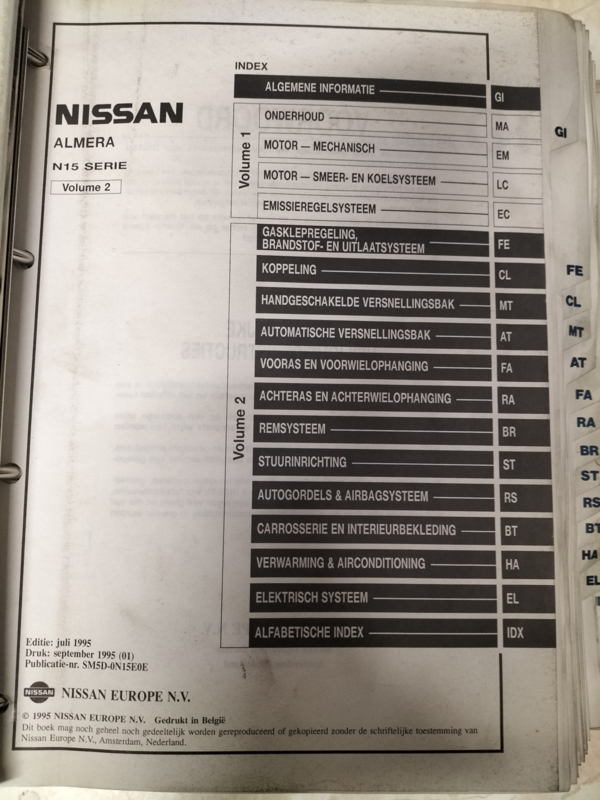 INDEX
NISSAN
ALMERA
N15 SERIE
Volume 2
Volume 1
ALGEMENE INFORMATIE GI
ONDERHOUD MA
MOTOR — MECHANISCH EM
MOTOR — SMEER- EN KOELSYSTEEM LC
EMISSIEREGELSYSTEEM EC
Volume 2
GASKLEPREGELING,
BRANDSTOF- EN UITLAATSYSTEEM FE
KOPPELING CL
HANDGESCHAKELDE VERSNELLINGSBAK MT
AUTOMATISCHE VERSNELLINGSBAK AT
VOORAS EN VOORWIELOPHANGING FA
ACHTERAS EN ACHTERWIELOPHANGING RA
REMSYSTEEM BR
STUURINRICHTING ST
AUTOGORDELS & AIRBAGSYSTEEM RS
CARROSSERIE EN INTERIEURBEKLEDING BT
VERWARMING & AIRCONDITIONING HA
ELEKTRISCH SYSTEEM EL
ALFABETISCHE INDEX IDX
GI
FE
CL
MT
AT
FA
RA
BR
ST
RS
BT
HA
EL
Editie: juli 1995
Druk: september 1995 (01)
Publicatie-nr. SM5D-0N15E0E
NISSAN NISSAN EUROPE N.V.
© 1995 NISSAN EUROPE N.V. Gedrukt in België
Dit boek mag noch geheel noch gedeeltelijk worden gereproduceerd of gekopieerd zonder de schriftelijke toestemming van
Nissan Europe N.V., Amsterdam, Nederland.